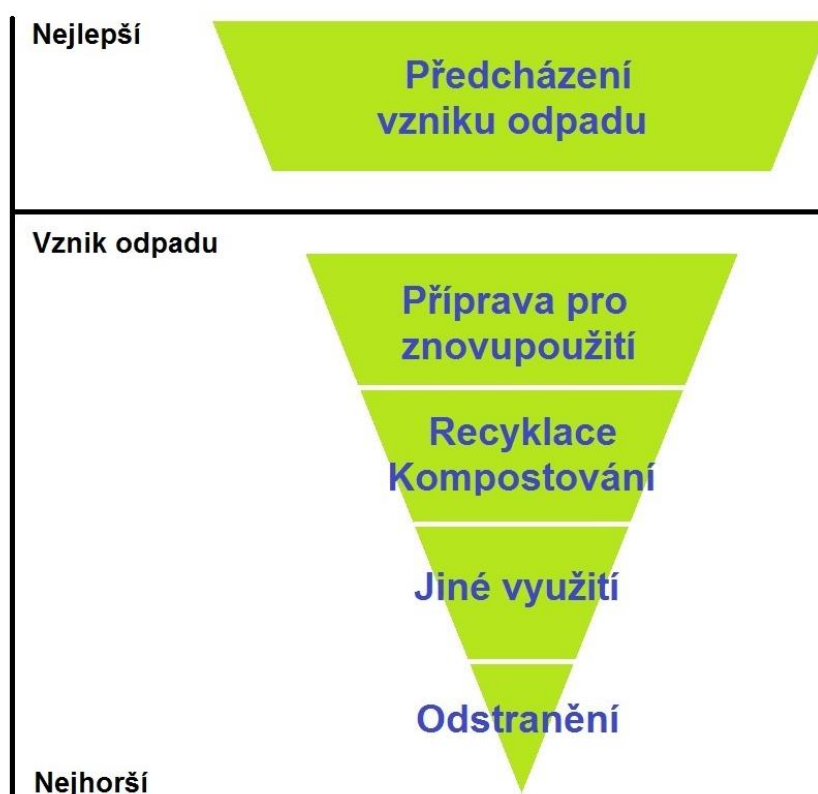 Nejlepší
Předcházení
vzniku odpadu
Vznik odpadu
Příprava pro
znovupoužití
Recyklace
Kompostování
Jiné využití
Odstranění
Nejhorší